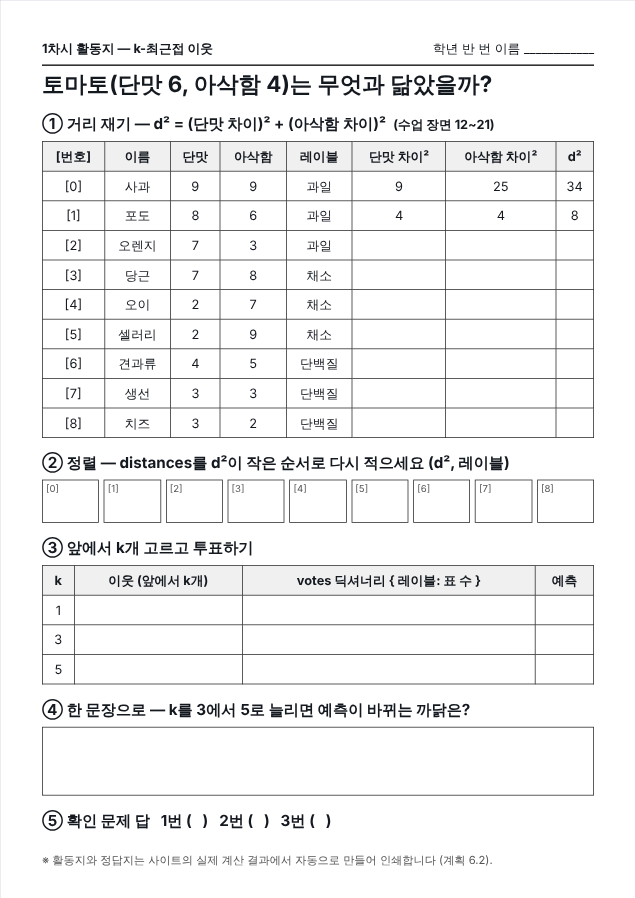 1차시 활동지 — k-최근접 이웃 학년 반 번 이름 ____________
토마토(단맛 6, 아삭함 4)는 무엇과 닮았을까?
① 거리 재기 — d² = (단맛 차이)² + (아삭함 차이)² (수업 장면 12~21)
[번호] 이름 단맛 아삭함 레이블 단맛 차이² 아삭함 차이² d²
[0] 사과 9 9 과일 9 25 34
[1] 포도 8 6 과일 4 4 8
[2] 오렌지 7 3 과일
[3] 당근 7 8 채소
[4] 오이 2 7 채소
[5] 셀러리 2 9 채소
[6] 견과류 4 5 단백질
[7] 생선 3 3 단백질
[8] 치즈 3 2 단백질
② 정렬 — distances를 d²이 작은 순서로 다시 적으세요 (d², 레이블)
[0] [1] [2] [3] [4] [5] [6] [7] [8]
③ 앞에서 k개 고르고 투표하기
k 이웃 (앞에서 k개) votes 딕셔너리 { 레이블: 표 수 } 예측
1
3
5
④ 한 문장으로 — k를 3에서 5로 늘리면 예측이 바뀌는 까닭은?
⑤ 확인 문제 답 1번 ( ) 2번 ( ) 3번 ( )
※ 활동지와 정답지는 사이트의 실제 계산 결과에서 자동으로 만들어 인쇄합니다 (계획 6.2).